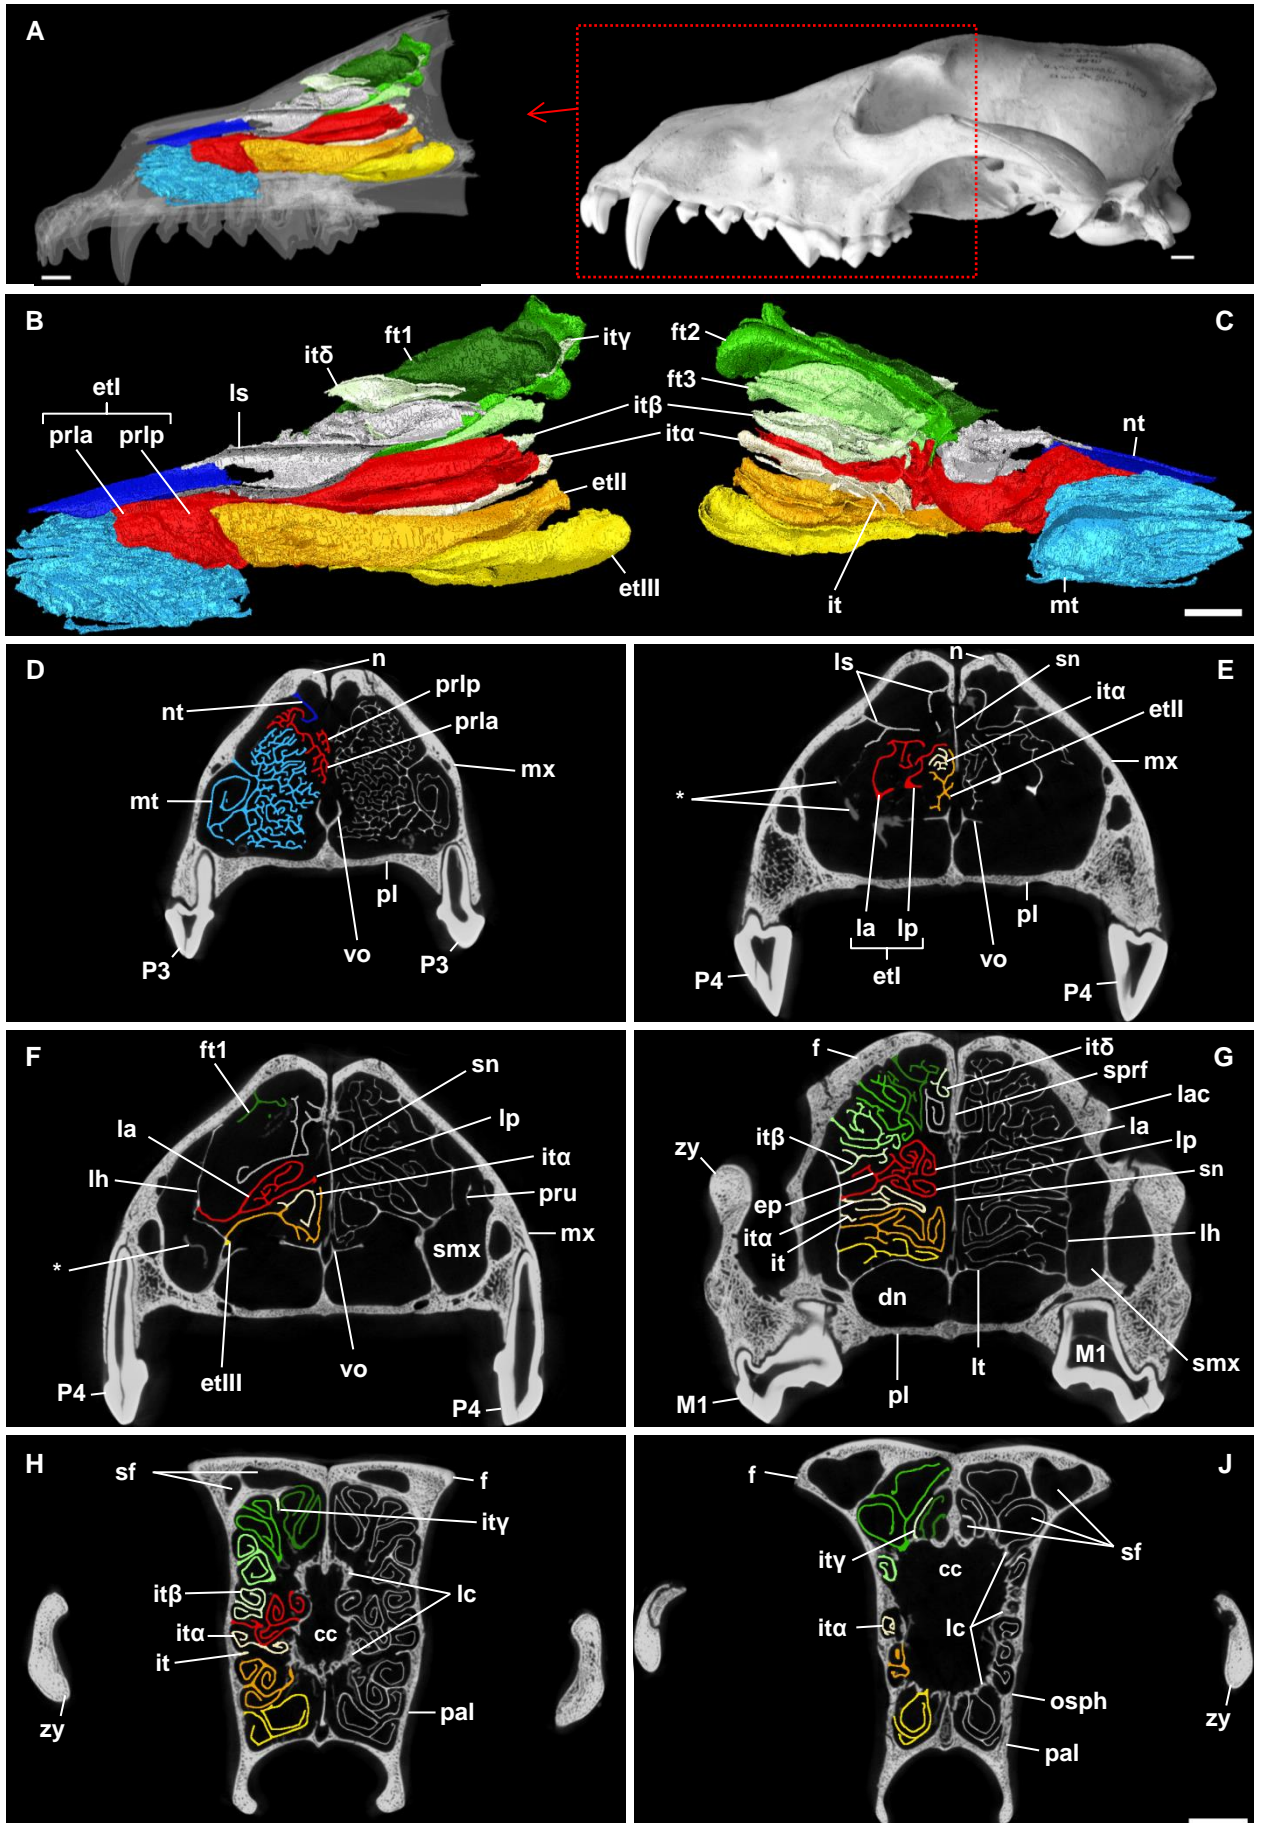 A
B
C
ft1
itγ
ft2
itδ
ft3
etI
ls
itβ
prla
prlp
itα
nt
etII
etIII
it
mt
D
n
prlp
nt
prla
mx
mt
pl
vo
P3
P3
E
ls
n
sn
itα
etII
mx
*
la
lp
pl
etI
vo
P4
P4
F
ft1
sn
la
lp
itα
lh
pru
mx
smx
*
etIII
vo
P4
P4
G
f
itδ
sprf
lac
itβ
la
lp
zy
sn
ep
itα
lh
it
dn
M1
smx
pl
lt
M1
H
sf
f
itγ
itβ
lc
itα
cc
it
pal
zy
J
f
itγ
cc
sf
itα
lc
osph
zy
pal